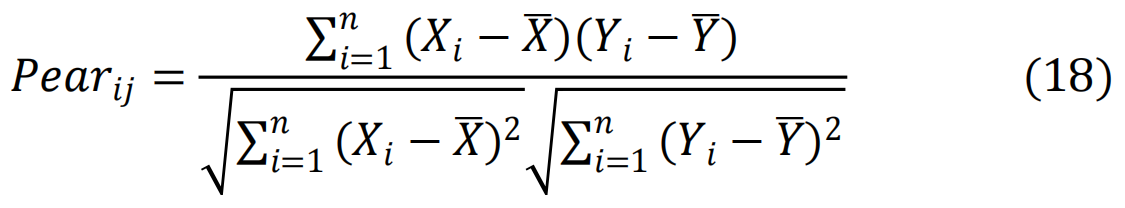 $Pear_{ij} = \frac{\sum_{i=1}^{n} (X_i - \overline{X})(Y_i - \overline{Y})}{\sqrt{\sum_{i=1}^{n} (X_i - \overline{X})^2} \sqrt{\sum_{i=1}^{n} (Y_i - \overline{Y})^2}}$ (18)